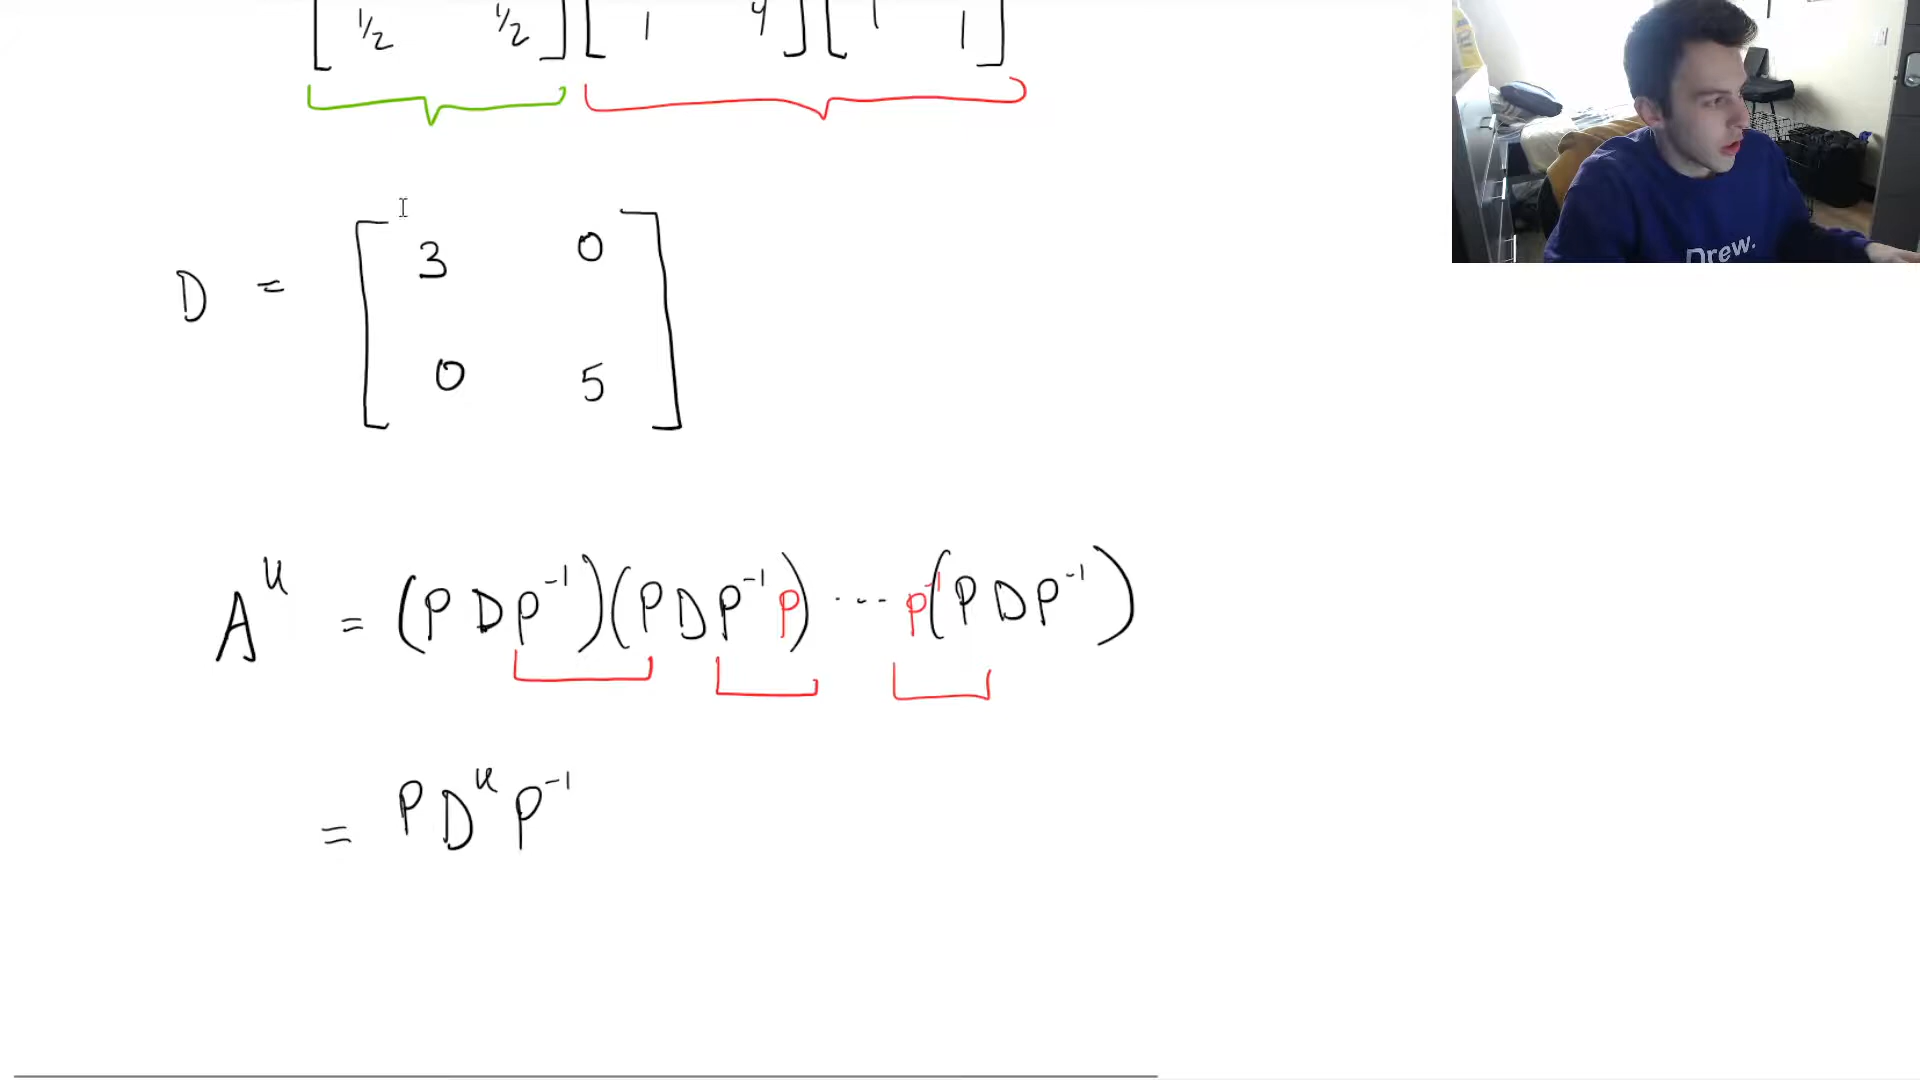 1/2 1/2 ] [ 1 4 ] [ 1 1 ]
Drew.
D = [ 3 0
0 5 ]
A^k = (P D P^-1)(P D P^-1 P) ... P^-1(P D P^-1)
= P D^k P^-1